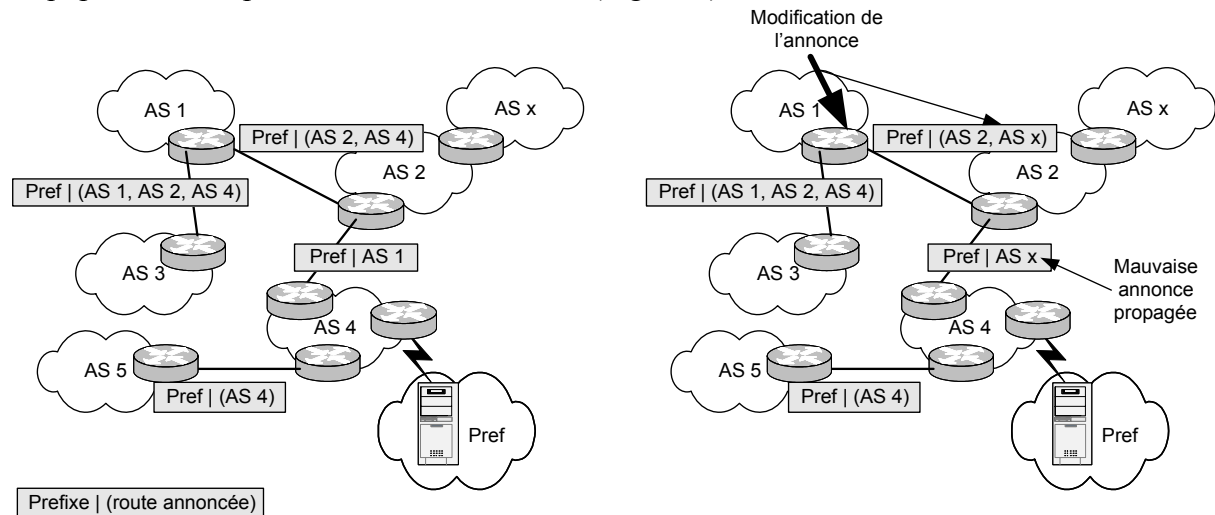 AS 1
AS x
Pref | (AS 2, AS 4)
AS 2
Pref | (AS 1, AS 2, AS 4)
Pref | AS 1
AS 3
AS 4
AS 5
Pref | (AS 4)
Pref
Prefixe | (route annoncée)
Modification de
l'annonce
AS 1
AS x
Pref | (AS 2, AS x)
AS 2
Pref | (AS 1, AS 2, AS 4)
Pref | AS x
AS 3
Mauvaise
annonce
propagée
AS 4
AS 5
Pref | (AS 4)
Pref